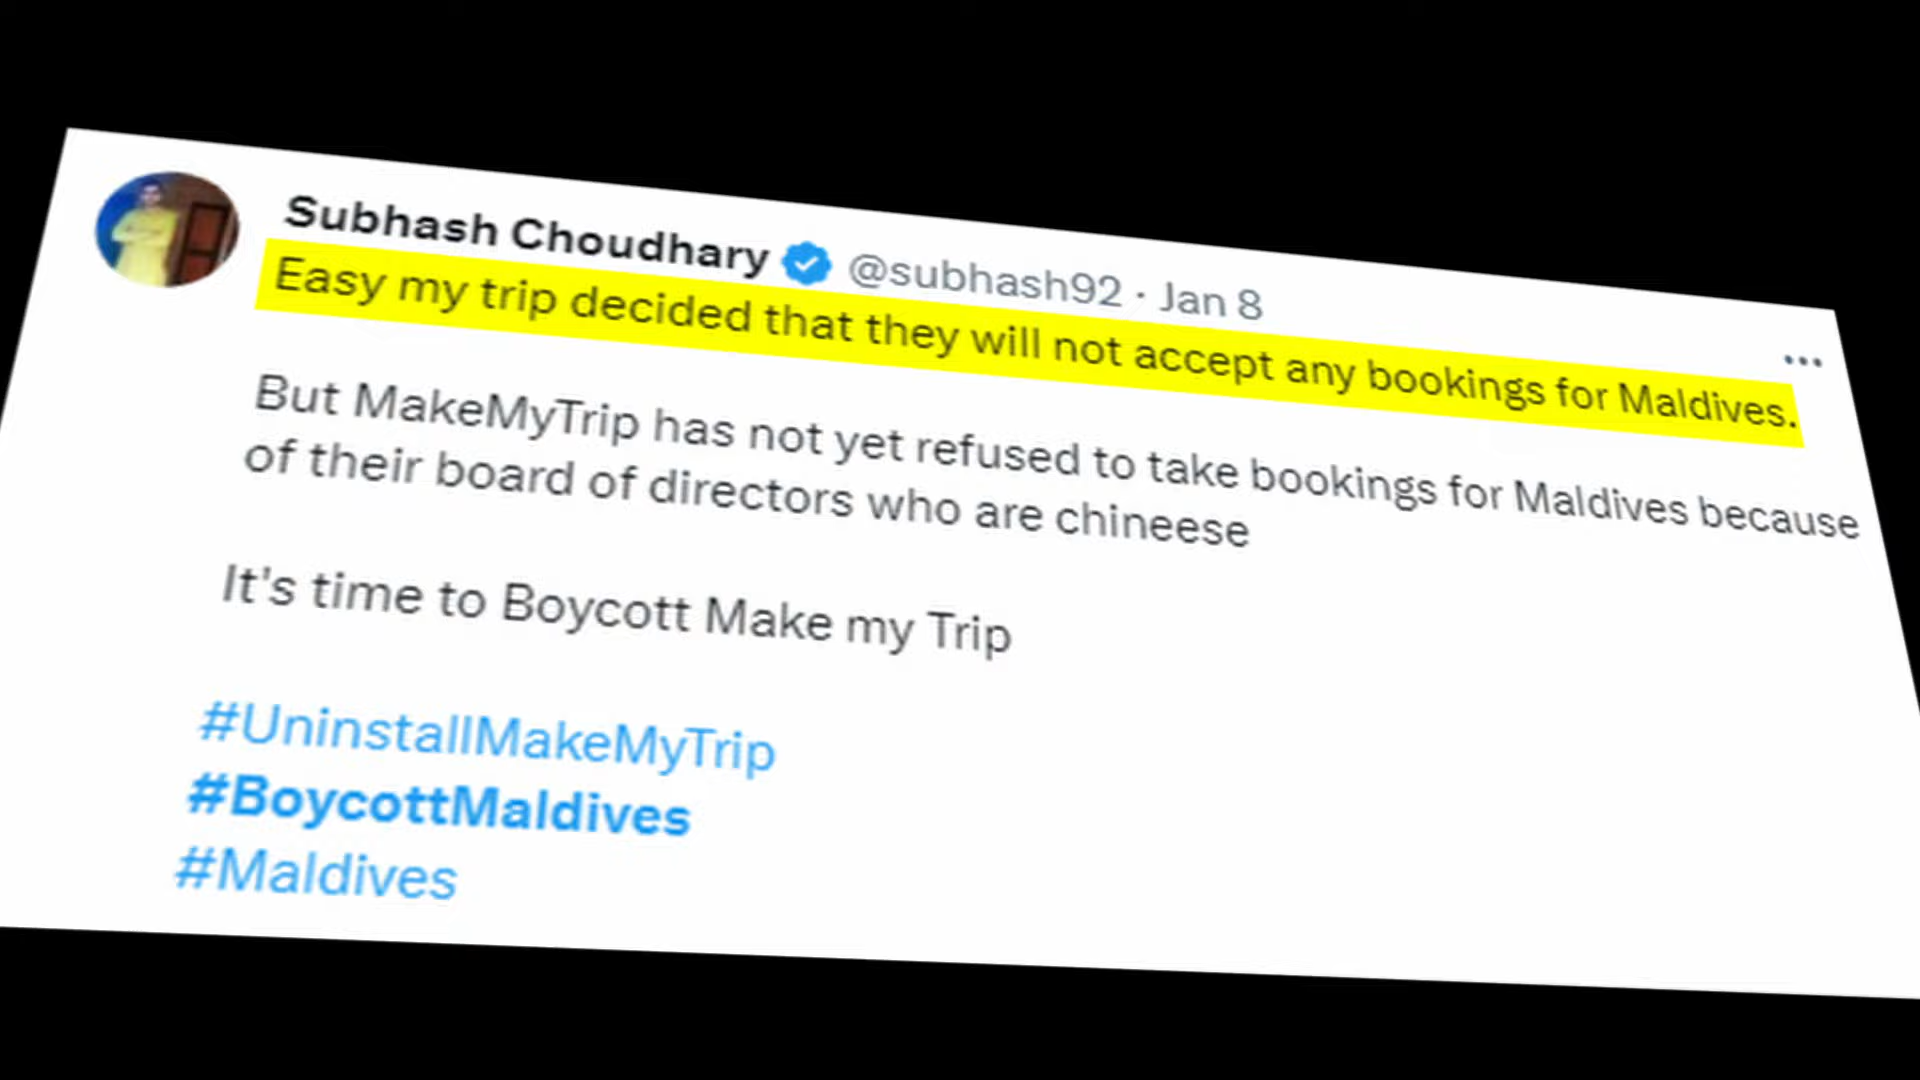 Subhash Choudhary @subhash92 · Jan 8
Easy my trip decided that they will not accept any bookings for Maldives.
But MakeMyTrip has not yet refused to take bookings for Maldives because
of their board of directors who are chineese
It's time to Boycott Make my Trip
#UninstallMakeMyTrip
#BoycottMaldives
#Maldives